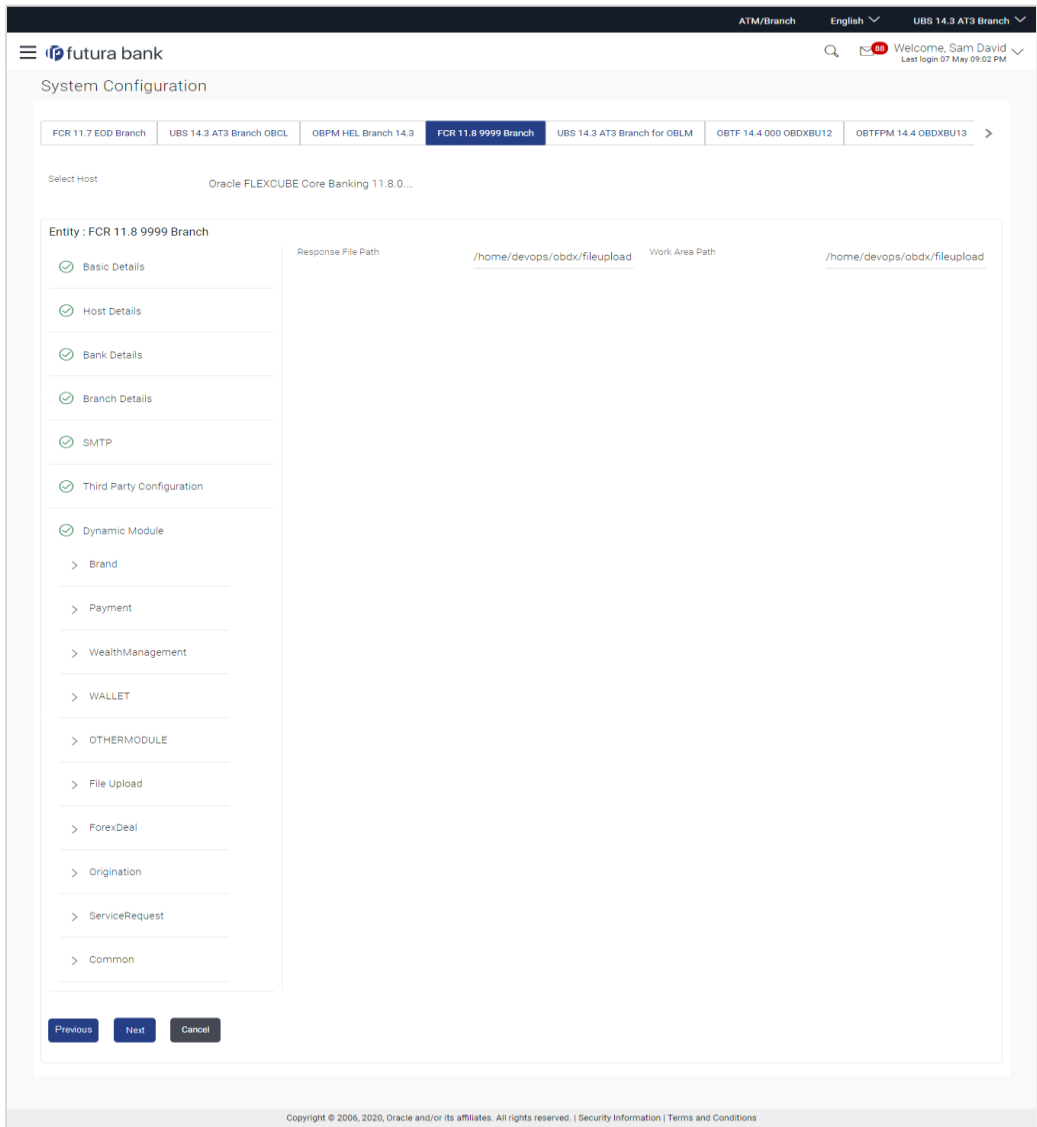 ATM/Branch English UBS 14.3 AT3 Branch
futura bank 88 Welcome, Sam David
Last login 07 May 09:02 PM
System Configuration
FCR 11.7 EOD Branch UBS 14.3 AT3 Branch OBCL OBPM HEL Branch 14.3 FCR 11.8 9999 Branch UBS 14.3 AT3 Branch for OBLM OBTF 14.4 000 OBDXBU12 OBTFPM 14.4 OBDXBU13
Select Host Oracle FLEXCUBE Core Banking 11.8.0....
Entity : FCR 11.8 9999 Branch
Response File Path /home/devops/obdx/fileupload Work Area Path /home/devops/obdx/fileupload
Basic Details
Host Details
Bank Details
Branch Details
SMTP
Third Party Configuration
Dynamic Module
Brand
Payment
WealthManagement
WALLET
OTHERMODULE
File Upload
ForexDeal
Origination
ServiceRequest
Common
Previous Next Cancel
Copyright © 2006, 2020, Oracle and/or its affiliates. All rights reserved. | Security Information | Terms and Conditions